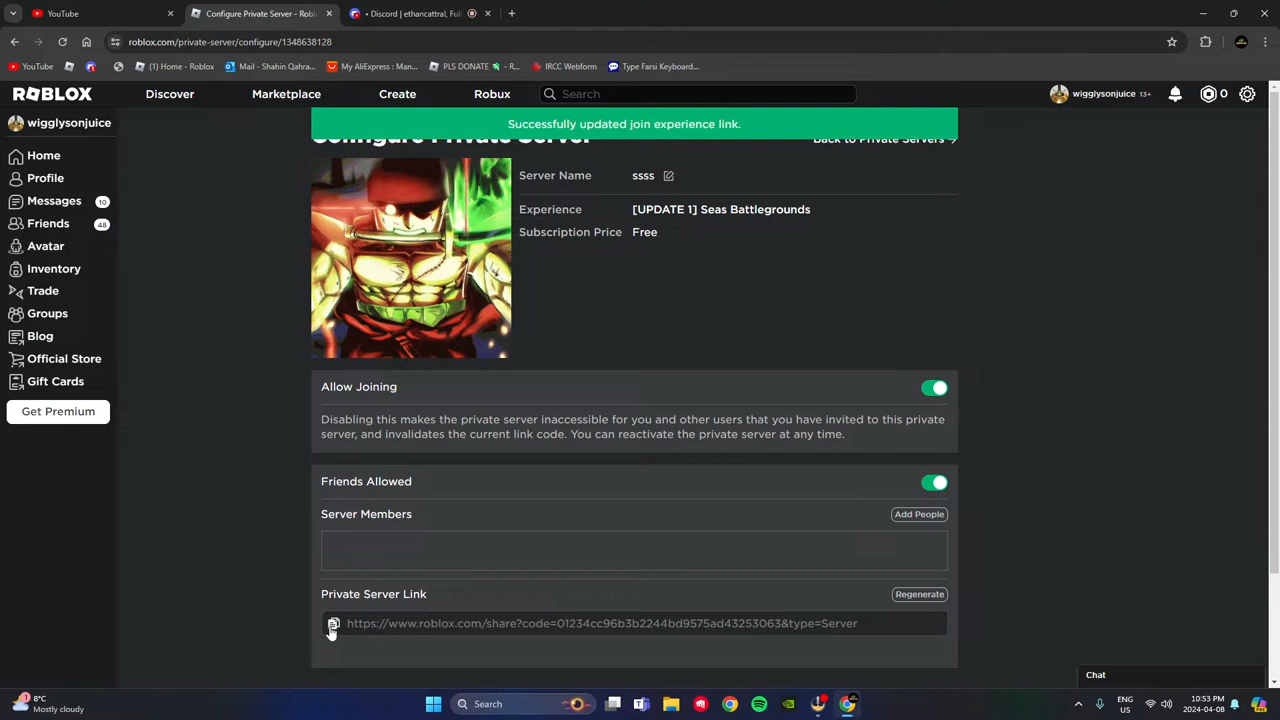 YouTube
Configure Private Server - Robl
• Discord | ethancattral, Full
roblox.com/private-server/configure/1348638128
YouTube
(1) Home - Roblox
Mail - Shahin Qahra...
My AliExpress : Man...
PLS DONATE
- R...
IRCC Webform
Type Farsi Keyboard...
ROBLOX
Discover
Marketplace
Create
Robux
Search
wigglysonjuice 13+
0
Successfully updated join experience link.
wigglysonjuice
Home
Profile
Messages 10
Friends 48
Avatar
Inventory
Trade
Groups
Blog
Official Store
Gift Cards
Get Premium
Configure Private Server
Back to Private Servers →
Server Name ssss
Experience [UPDATE 1] Seas Battlegrounds
Subscription Price Free
Allow Joining
Disabling this makes the private server inaccessible for you and other users that you have invited to this private
server, and invalidates the current link code. You can reactivate the private server at any time.
Friends Allowed
Server Members Add People
Private Server Link Regenerate
https://www.roblox.com/share?code=01234cc96b3b2244bd9575ad43253063&type=Server
Chat
1
8°C
Mostly cloudy
Search
ENG
US
10:53 PM
2024-04-08